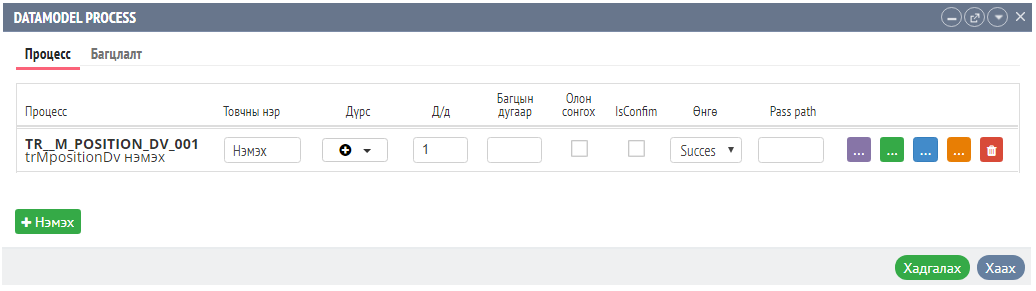 DATAMODEL PROCESS
Процесс Багцлалт
Процесс Товчны нэр Дүрс Д/д Багцын дугаар Олон сонгох IsConfim Өнгө Pass path
TR__M_POSITION_DV_001
trMpositionDv нэмэх
Нэмэх 1 Succes ... ... ... ...
Нэмэх
Хадгалах Хаах